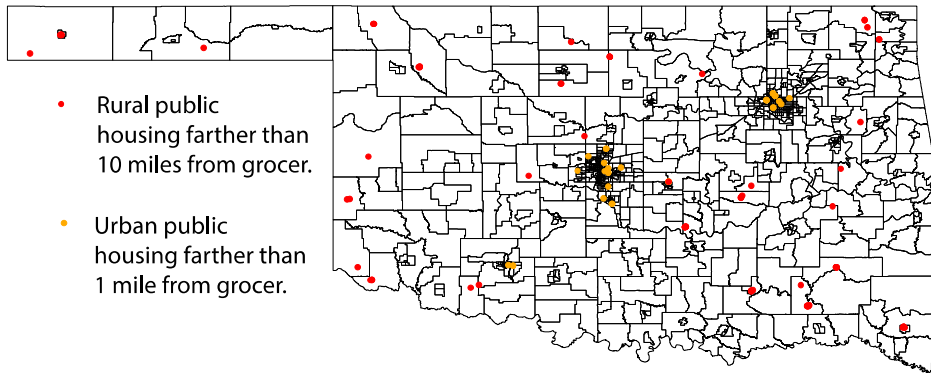 Rural public
housing farther than
10 miles from grocer.
Urban public
housing farther than
1 mile from grocer.